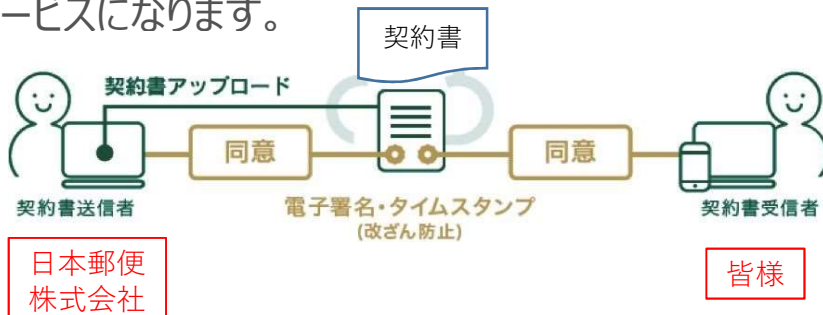 ービスになります。
契約書
契約書アップロード
同意
同意
契約書送信者
電子署名・タイムスタンプ
(改ざん防止)
契約書受信者
日本郵便
株式会社
皆様